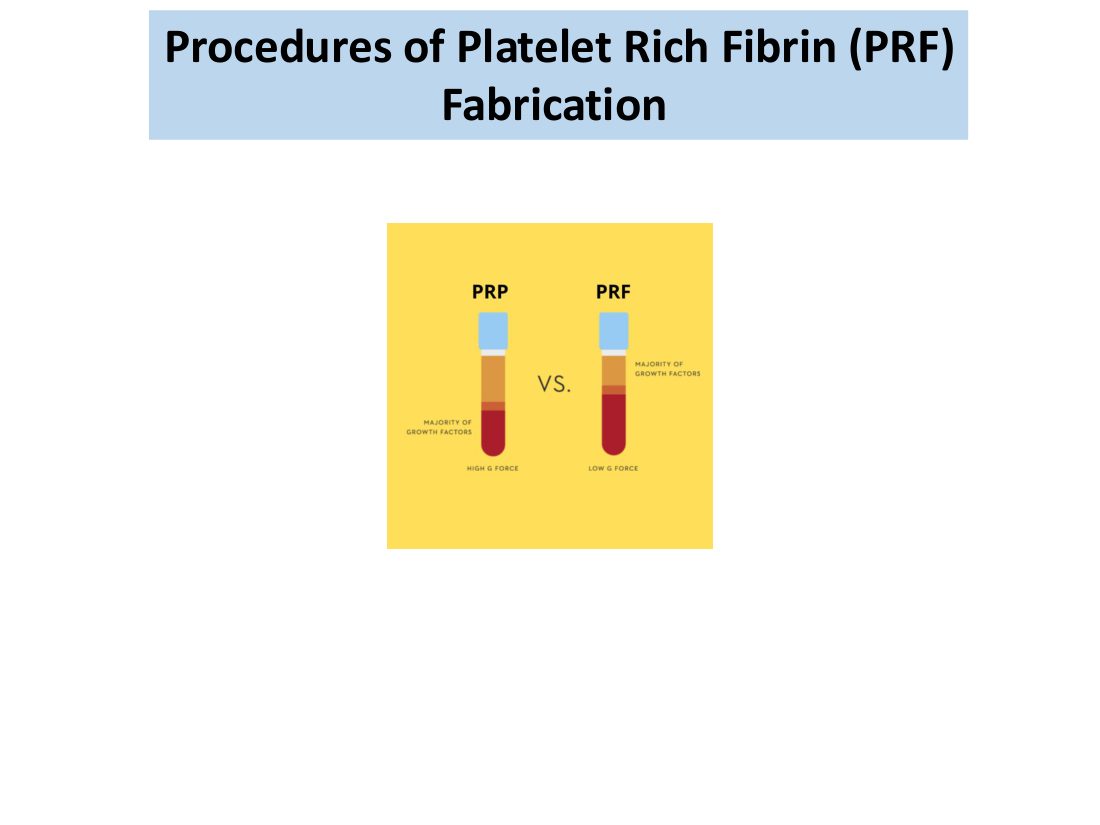 Procedures of Platelet Rich Fibrin (PRF)
Fabrication
PRP
PRF
MAJORITY OF
GROWTH FACTORS
VS.
MAJORITY OF
GROWTH FACTORS
HIGH G FORCE
LOW G FORCE